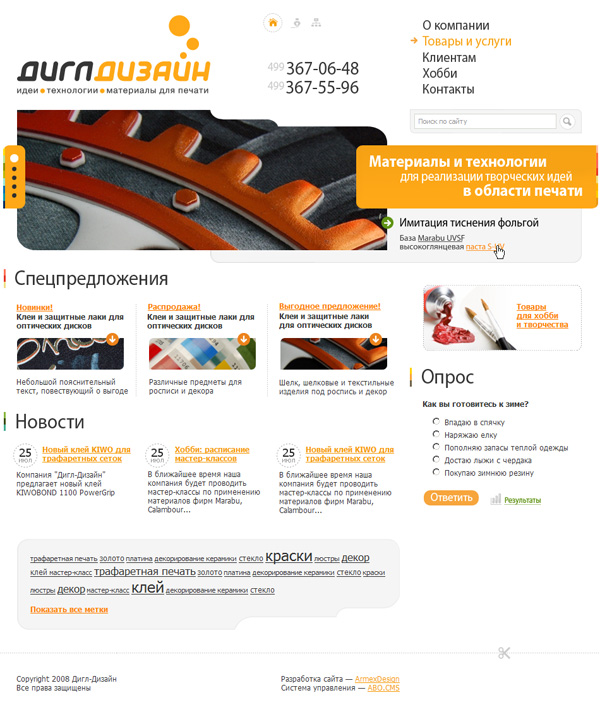 ДИГЛДИЗАЙН
идеи • технологии • материалы для печати
499 367-06-48
499 367-55-96
О компании
Товары и услуги
Клиентам
Хобби
Контакты
Поиск по сайту
Материалы и технологии
для реализации творческих идей
в области печати
Имитация тиснения фольгой
База Marabu UVSF
высокоглянцевая паста S-UV
Спецпредложения
Новинки!
Клеи и защитные лаки для
оптических дисков
Небольшой пояснительный
текст, повествующий о выгоде
Распродажа!
Клеи и защитные лаки для
оптических дисков
Различные предметы для
росписи и декора
Выгодное предложение!
Клеи и защитные лаки для
оптических дисков
Шелк, шелковые и текстильные
изделия под роспись и декор
Товары
для хобби
и творчества
Новости
25
июл
Новый клей KIWO для
трафаретных сеток
Компания "Дигл-Дизайн"
предлагает новый клей
KIWOBOND 1100 PowerGrip
25
июл
Хобби: расписание
мастер-классов
В ближайшее время наша
компания будет проводить
мастер-классы по применению
материалов фирм Marabu,
Calambour...
25
июл
Новый клей KIWO для
трафаретных сеток
В ближайшее время наша
компания будет проводить
мастер-классы по применению
материалов фирм Marabu,
Calambour...
Опрос
Как вы готовитесь к зиме?
Впадаю в спячку
Наряжаю елку
Пополняю запасы теплой одежды
Достаю лыжи с чердака
Покупаю зимнюю резину
Ответить
Результаты
трафаретная печать золото платина декорирование керамики стекло краски люстры декор
клей мастер-класс трафаретная печать золото платина декорирование керамики стекло краски
люстры декор мастер-класс клей декорирование керамики стекло
Показать все метки
Copyright 2008 Дигл-Дизайн
Все права защищены
Разработка сайта — ArmexDesign
Система управления — ABO.CMS